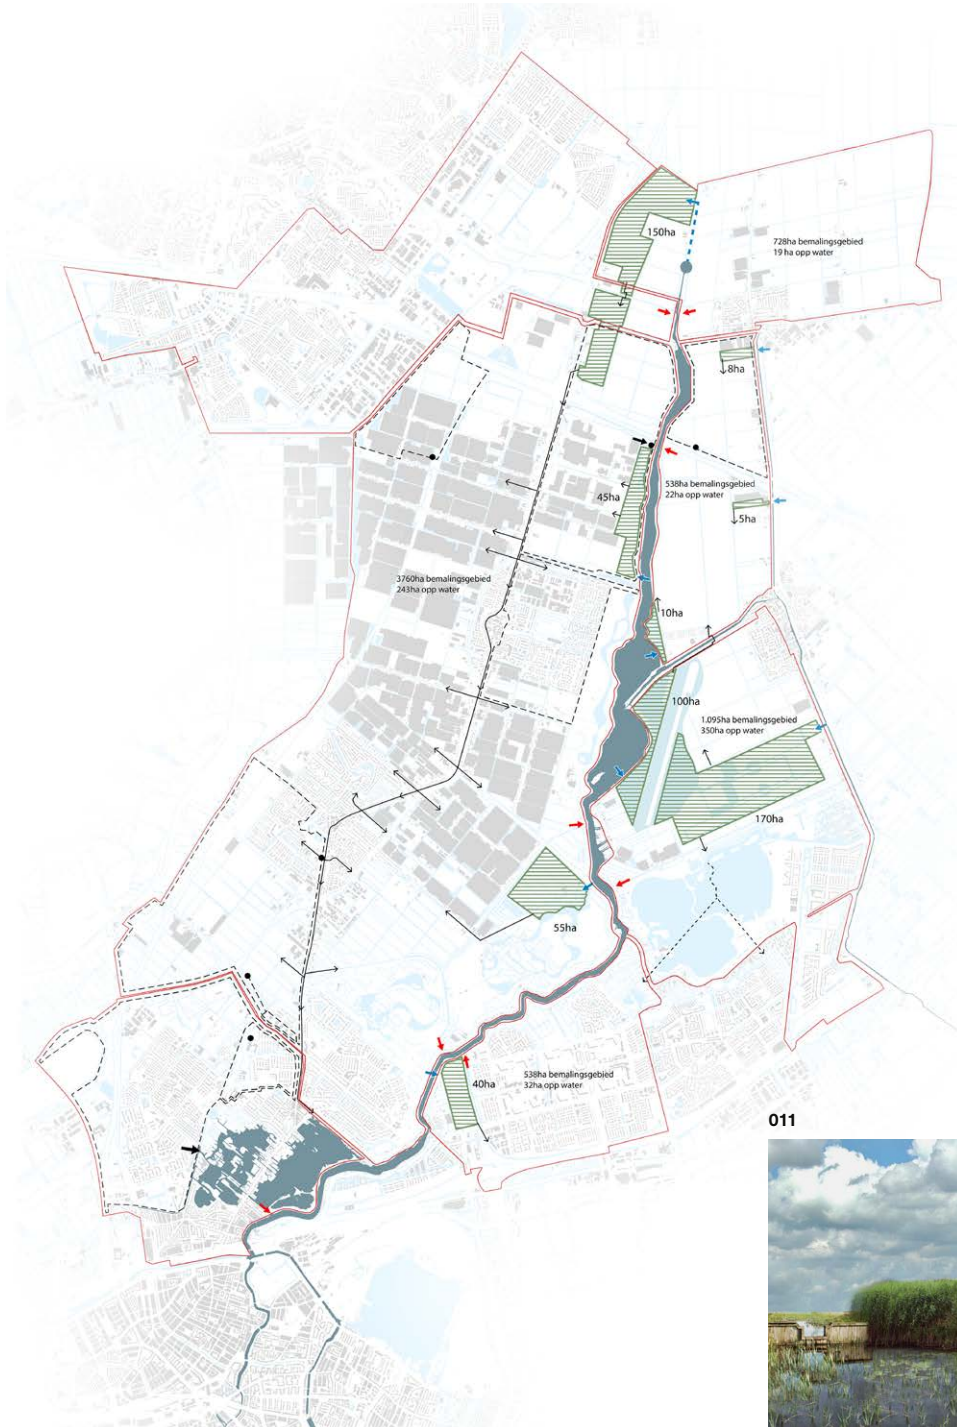 150ha
728ha bemalingsgebied
19 ha opp water
8ha
45ha
538ha bemalingsgebied
22ha opp water
5ha
3760ha bemalingsgebied
243ha opp water
10ha
100ha
1.095ha bemalingsgebied
350ha opp water
170ha
55ha
40ha
538ha bemalingsgebied
32ha opp water
011